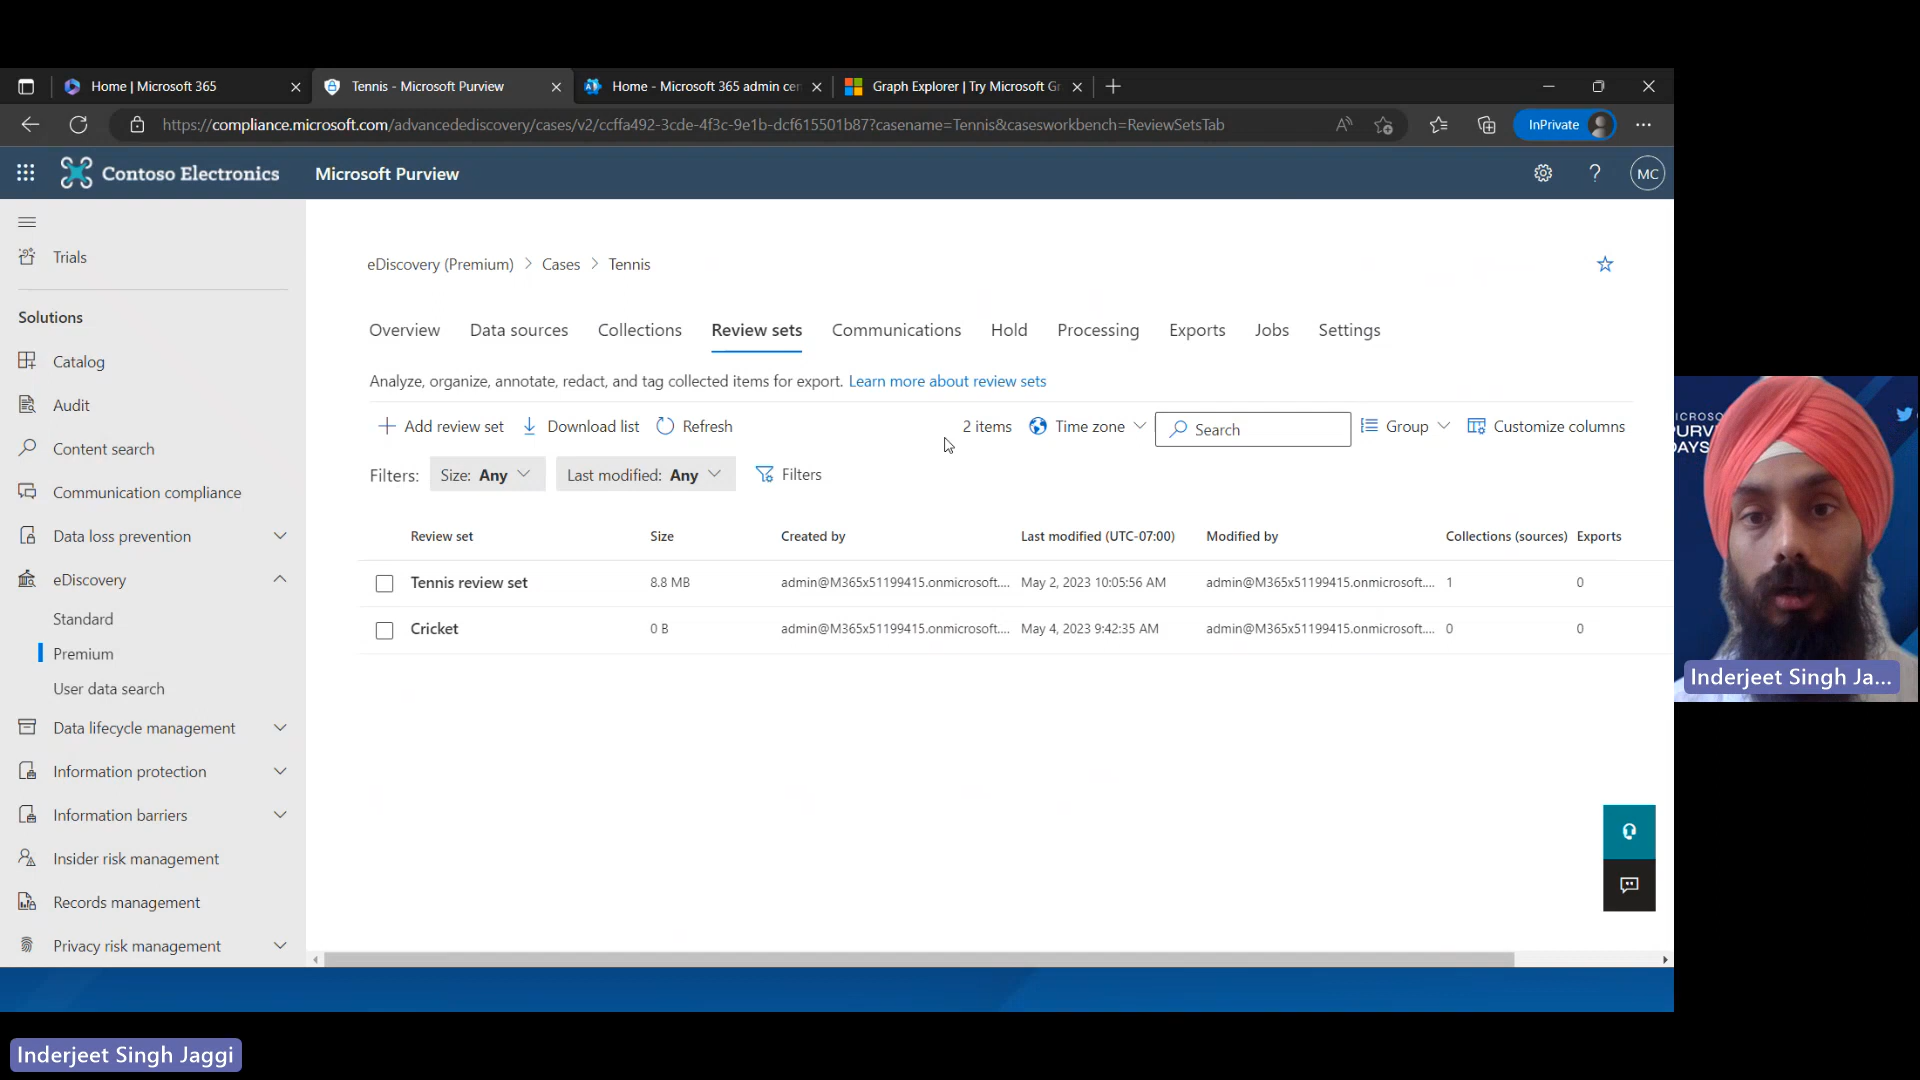 Home | Microsoft 365
Tennis - Microsoft Purview
Home - Microsoft 365 admin cen
Graph Explorer | Try Microsoft Gr
https://compliance.microsoft.com/advancedediscovery/cases/v2/ccffa492-3cde-4f3c-9e1b-dcf615501b87?casename=Tennis&casesworkbench=ReviewSetsTab
InPrivate
Contoso Electronics
Microsoft Purview
MC
Trials
Solutions
Catalog
Audit
Content search
Communication compliance
Data loss prevention
eDiscovery
Standard
Premium
User data search
Data lifecycle management
Information protection
Information barriers
Insider risk management
Records management
Privacy risk management
eDiscovery (Premium) > Cases > Tennis
Overview Data sources Collections Review sets Communications Hold Processing Exports Jobs Settings
Analyze, organize, annotate, redact, and tag collected items for export. Learn more about review sets
Add review set Download list Refresh 2 items Time zone Search Group Customize columns
Filters: Size: Any Last modified: Any Filters
Review set Size Created by Last modified (UTC-07:00) Modified by Collections (sources) Exports
Tennis review set 8.8 MB admin@M365x51199415.onmicrosoft.... May 2, 2023 10:05:56 AM admin@M365x51199415.onmicrosoft.... 1 0
Cricket 0 B admin@M365x51199415.onmicrosoft.... May 4, 2023 9:42:35 AM admin@M365x51199415.onmicrosoft.... 0 0
Inderjeet Singh Ja...
Inderjeet Singh Jaggi